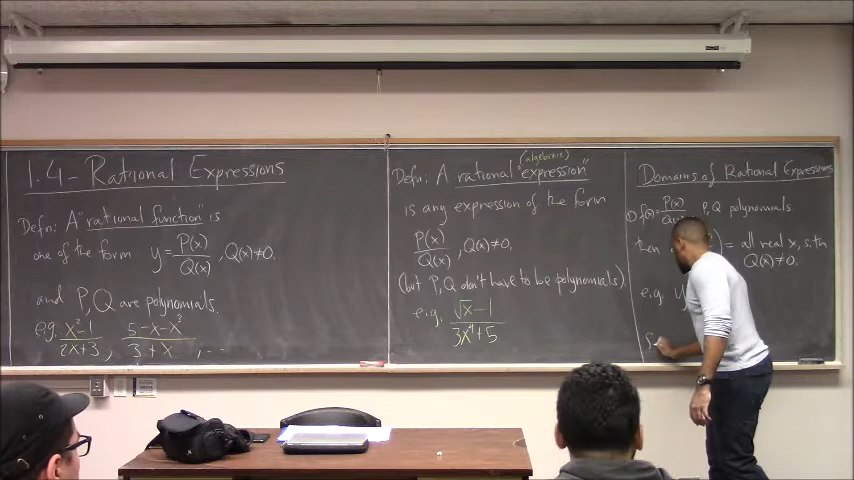 1.4 - Rational Expressions
Defn: A "rational function" is
one of the form y = P(x)/Q(x), Q(x)≠0.
and P,Q are polynomials.
e.g. x²-1/2x+3, 5-x-x³/3+x, ...
(algebraic)
Defn: A rational "expression"
is any expression of the form
P(x)/Q(x), Q(x)≠0,
(but P,Q don't have to be polynomials)
e.g. √x-1/3x⁴+5
Domains of Rational Expressions
① f(x)=P(x)/Q(x) P,Q polynomials
then = all real x, s.th
Q(x)≠0.
e.g. y